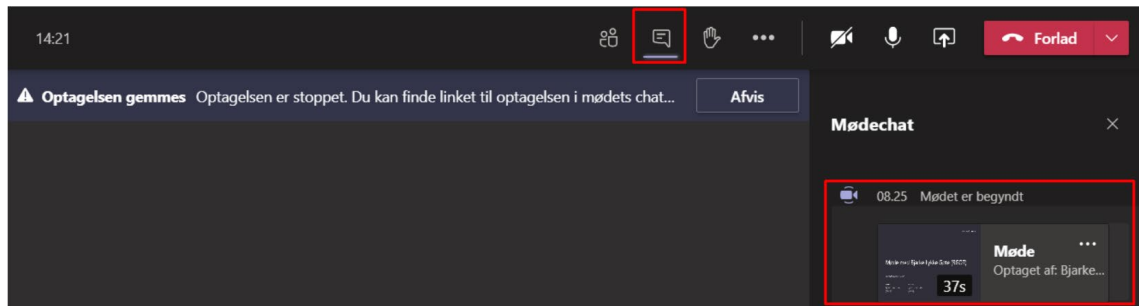 14:21
Forlad
Optagelsen gemmes Optagelsen er stoppet. Du kan finde linket til optagelsen i mødets chat...
Afvis
Mødechat
08.25 Mødet er begyndt
Møde
Optaget af: Bjarke...
37s